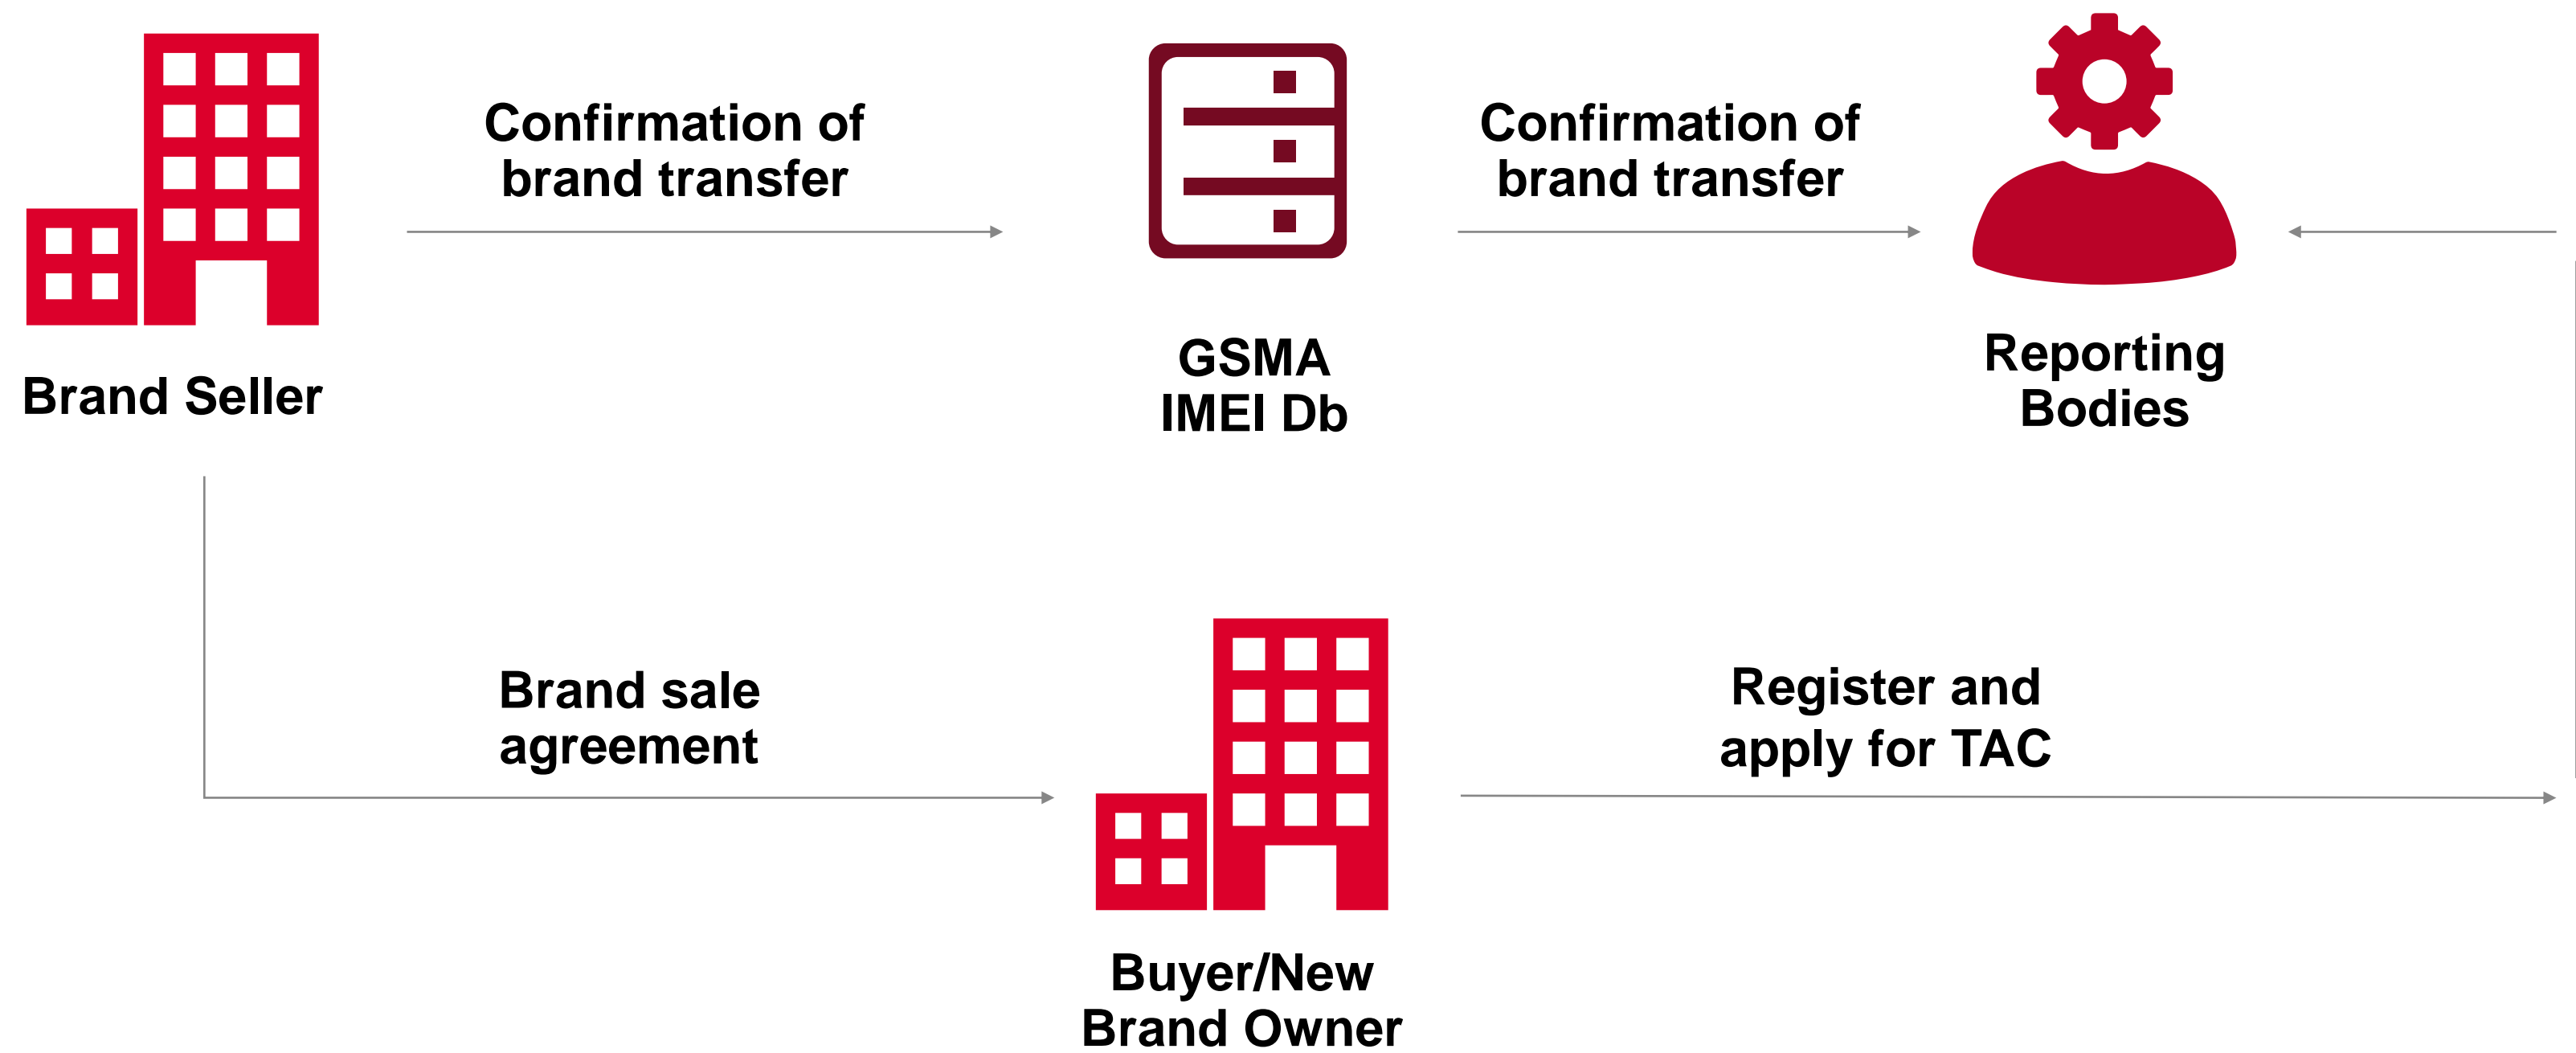 Confirmation of
brand transfer
Confirmation of
brand transfer
Brand Seller
GSMA
IMEI Db
Reporting
Bodies
Brand sale
agreement
Register and
apply for TAC
Buyer/New
Brand Owner